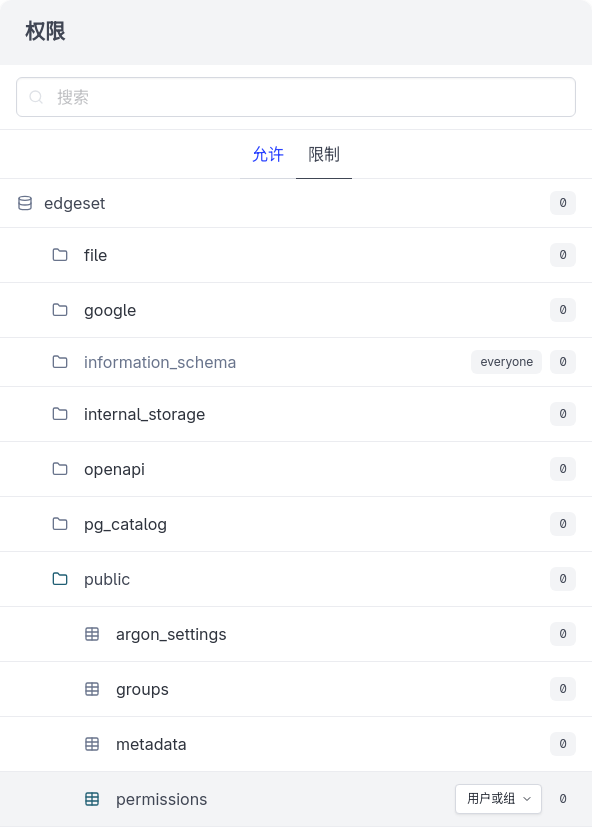 权限
搜索
允许 限制
edgeset 0
file 0
google 0
information_schema everyone 0
internal_storage 0
openapi 0
pg_catalog 0
public 0
argon_settings 0
groups 0
metadata 0
permissions 用户或组 0